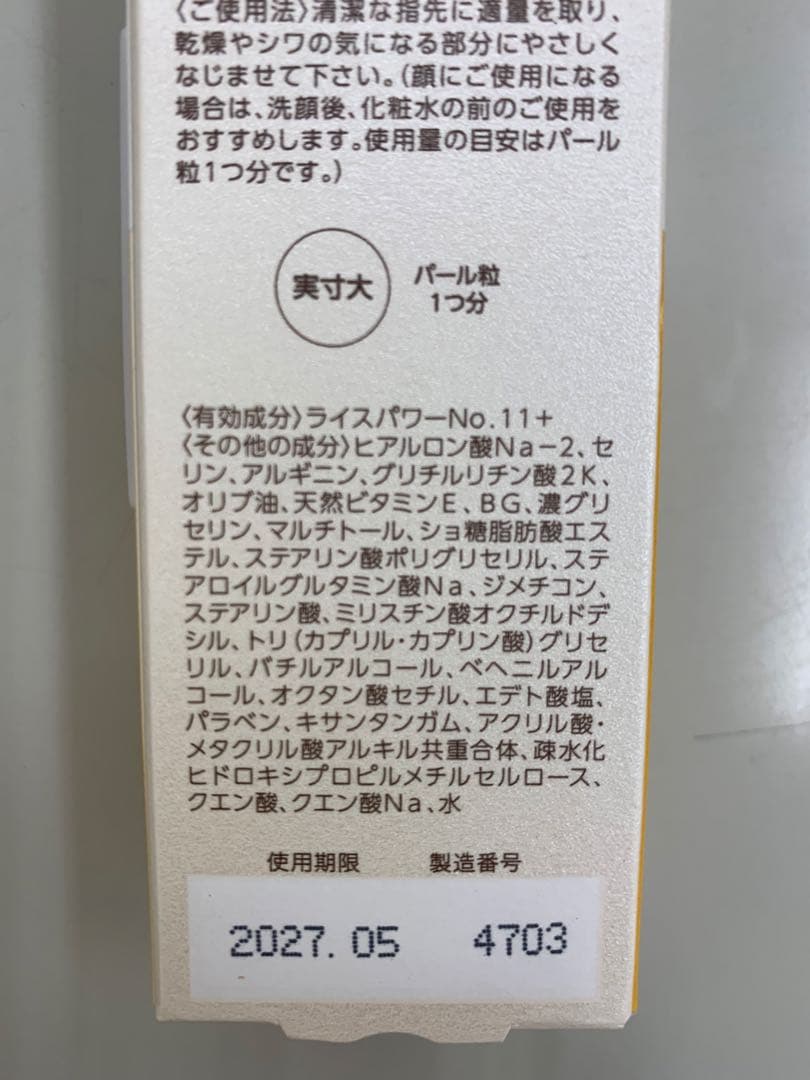 〈ご使用法〉清潔な指先に適量を取り、
乾燥やシワの気になる部分にやさしく
なじませて下さい。(顔にご使用になる
場合は、洗顔後、化粧水の前のご使用を
おすすめします。使用量の目安はパール
粒1つ分です。)
実寸大
パール粒
1つ分
〈有効成分〉ライスパワーNo.11+
〈その他の成分〉ヒアルロン酸Na-2、セ
リン、アルギニン、グリチルリチン酸2K、
オリブ油、天然ビタミンE、BG、濃グリ
セリン、マルチトール、ショ糖脂肪酸エス
テル、ステアリン酸ポリグリセリル、ステ
アロイルグルタミン酸Na、ジメチコン、
ステアリン酸、ミリスチン酸オクチルドデ
シル、トリ(カプリル・カプリン酸)グリセ
リル、バチルアルコール、ベヘニルアル
コール、オクタン酸セチル、エデト酸塩、
パラベン、キサンタンガム、アクリル酸・
メタクリル酸アルキル共重合体、疎水化
ヒドロキシプロピルメチルセルロース、
クエン酸、クエン酸Na、水
使用期限 製造番号
2027.05 4703